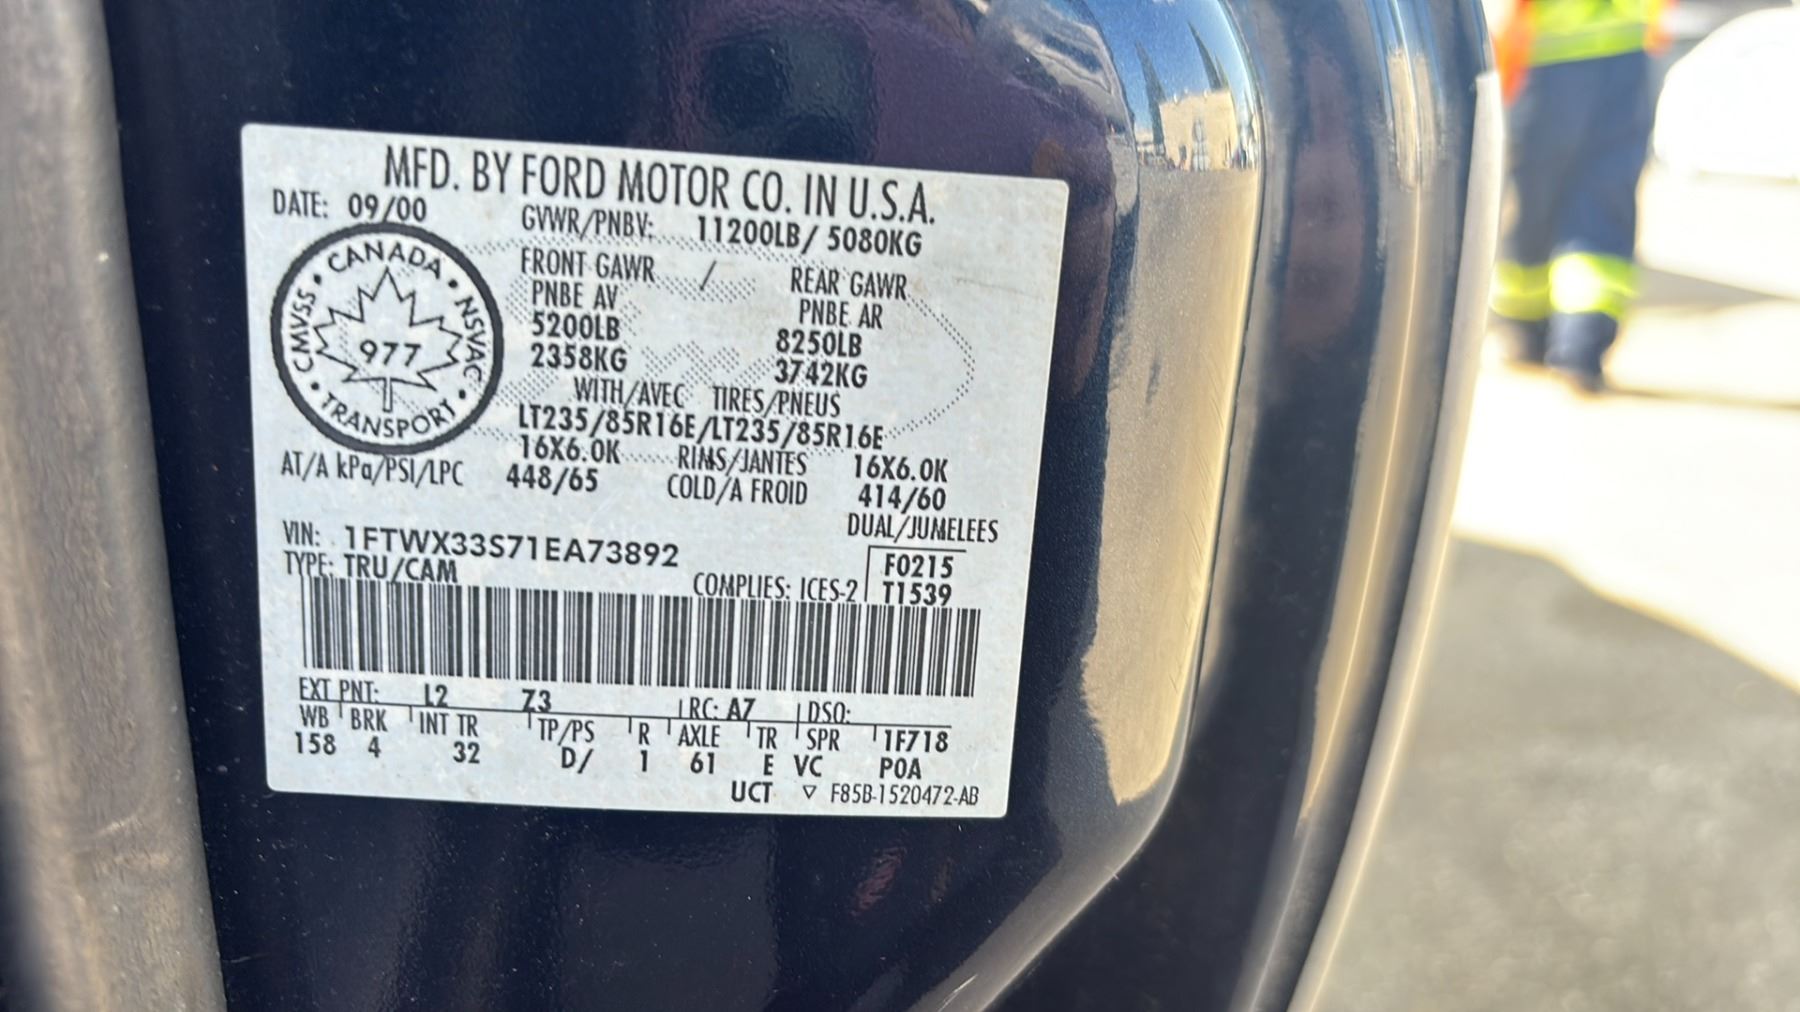 MFD. BY FORD MOTOR CO. IN U.S.A.
DATE: 09/00 GVWR/PNBV: 11200LB/ 5080KG
CANADA • NSVAC • TRANSPORT • CMVSS •
977
FRONT GAWR / REAR GAWR
PNBE AV PNBE AR
5200LB 8250LB
2358KG 3742KG
WITH/AVEC TIRES/PNEUS
LT235/85R16E/LT235/85R16E
16X6.0K RIMS/JANTES 16X6.0K
AT/A kPa/PSI/LPC 448/65 COLD/A FROID 414/60
DUAL/JUMELEES
VIN: 1FTWX33S71EA73892 F0215
TYPE: TRU/CAM COMPLIES: ICES-2 T1539
EXT PNT: L2 Z3 RC: A7 DSO:
WB BRK INT TR TP/PS R AXLE TR SPR 1F718
158 4 32 D/ 1 61 E VC P0A
UCT ▽ F85B-1520472-AB